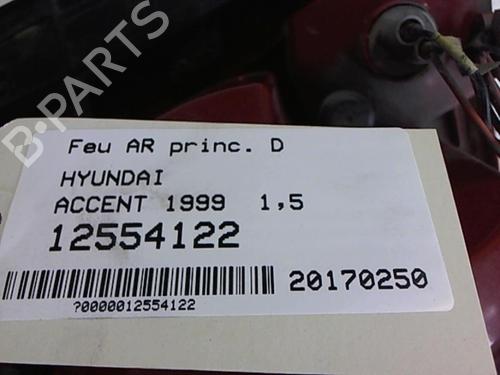 B-PARTS
Feu AR princ. D
HYUNDAI
ACCENT 1999 1,5
12554122
20170250
?0000012554122